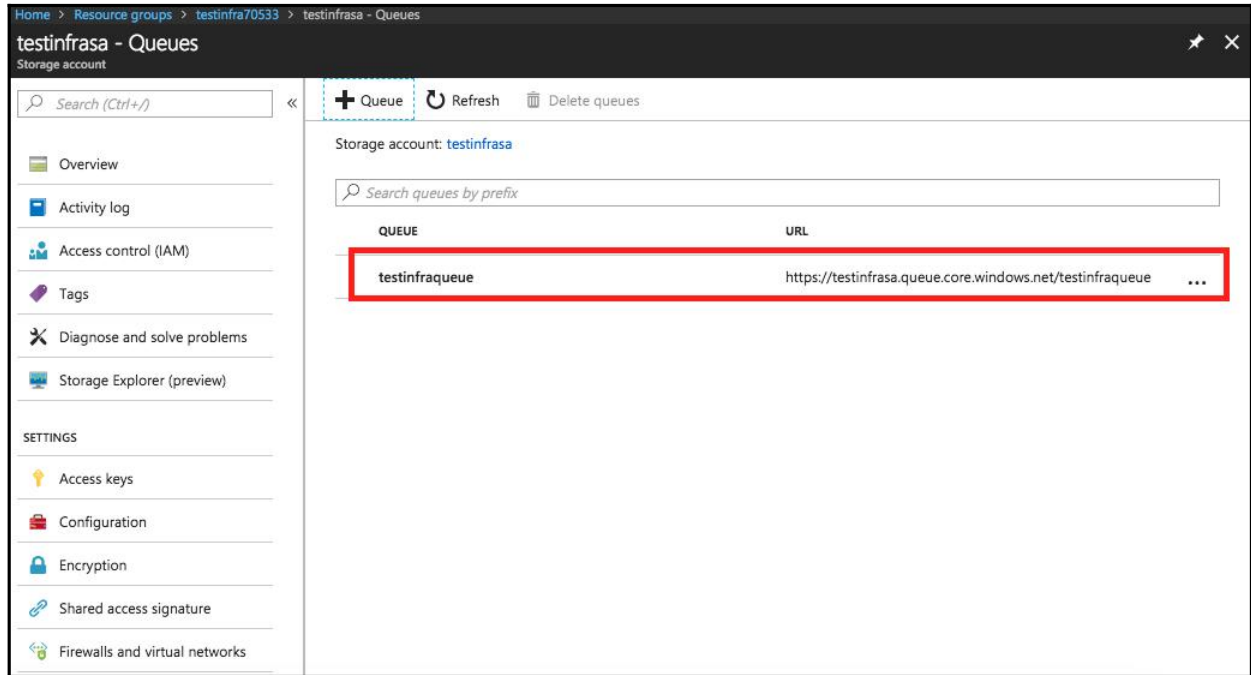 Home > Resource groups > testinfra70533 > testinfrasa - Queues
testinfrasa - Queues
Storage account
Search (Ctrl+/)
Overview
Activity log
Access control (IAM)
Tags
Diagnose and solve problems
Storage Explorer (preview)
SETTINGS
Access keys
Configuration
Encryption
Shared access signature
Firewalls and virtual networks
Queue Refresh Delete queues
Storage account: testinfrasa
Search queues by prefix
QUEUE URL
testinfraqueue https://testinfrasa.queue.core.windows.net/testinfraqueue ...